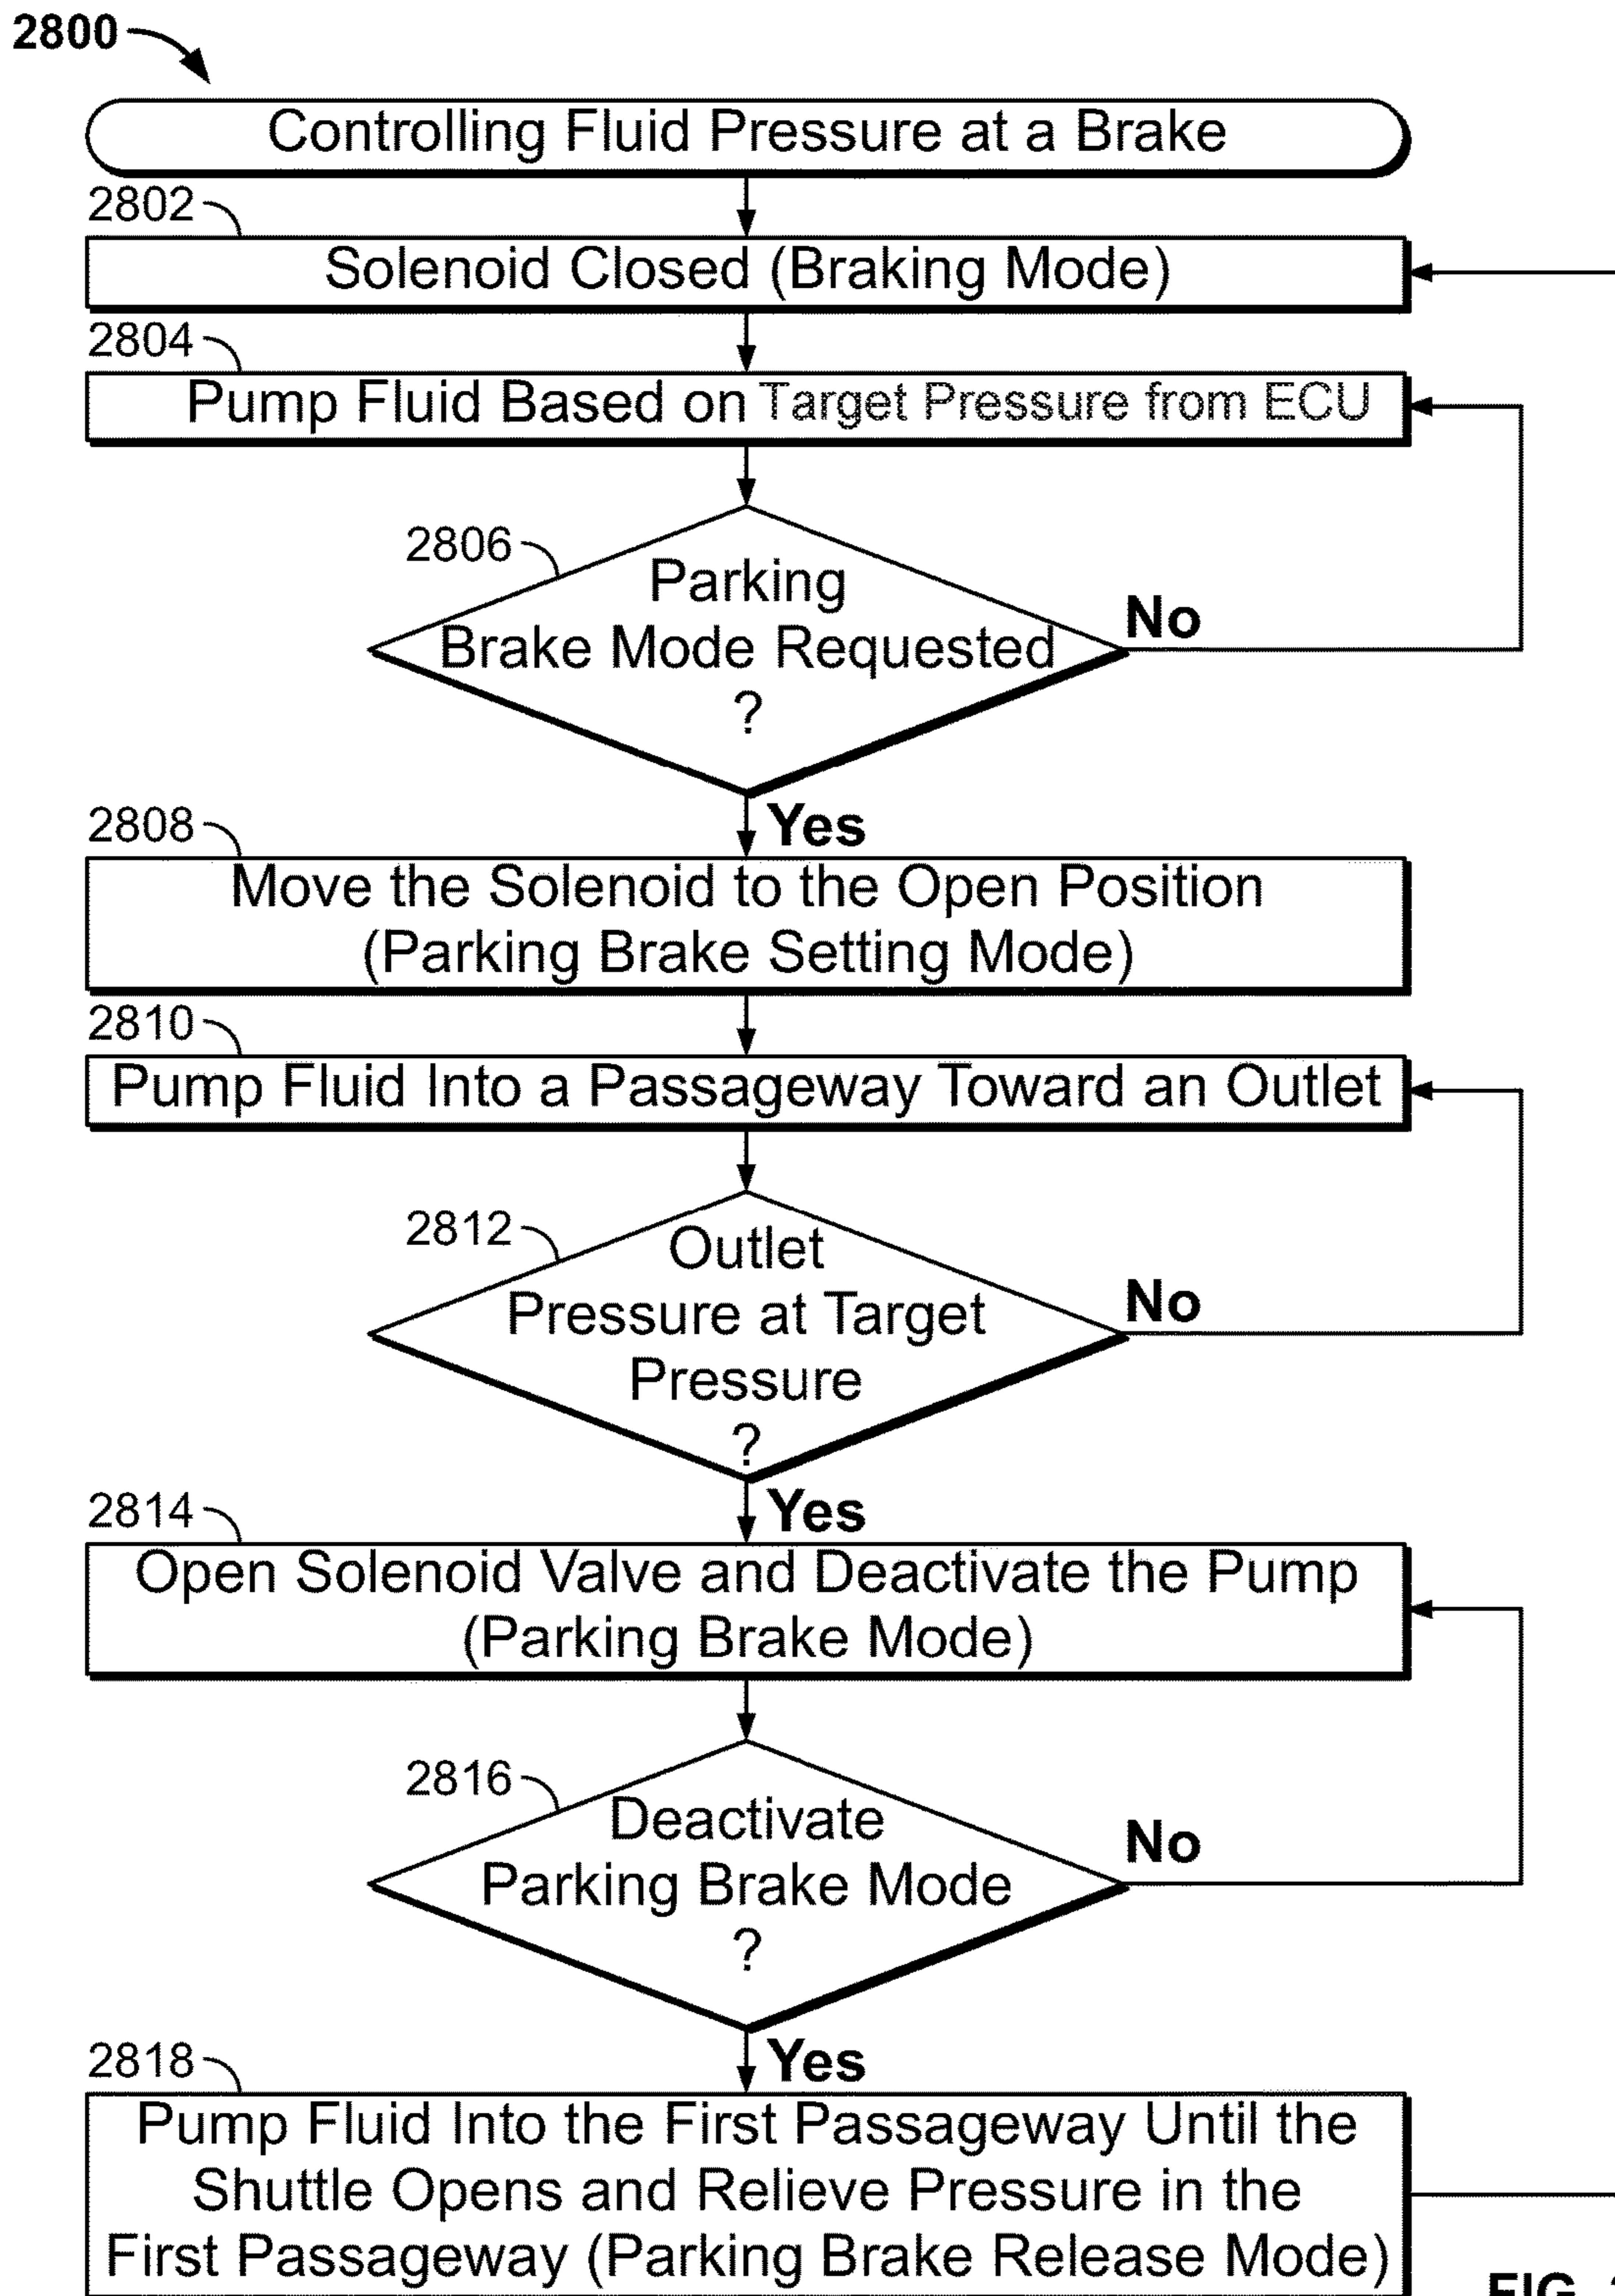 2800
Controlling Fluid Pressure at a Brake
2802
Solenoid Closed (Braking Mode)
2804
Pump Fluid Based on Target Pressure from ECU
2806
Parking
Brake Mode Requested
?
No
Yes
2808
Move the Solenoid to the Open Position
(Parking Brake Setting Mode)
2810
Pump Fluid Into a Passageway Toward an Outlet
2812
Outlet
Pressure at Target
Pressure
?
No
Yes
2814
Open Solenoid Valve and Deactivate the Pump
(Parking Brake Mode)
2816
Deactivate
Parking Brake Mode
?
No
Yes
2818
Pump Fluid Into the First Passageway Until the
Shuttle Opens and Relieve Pressure in the
First Passageway (Parking Brake Release Mode)
FIG.